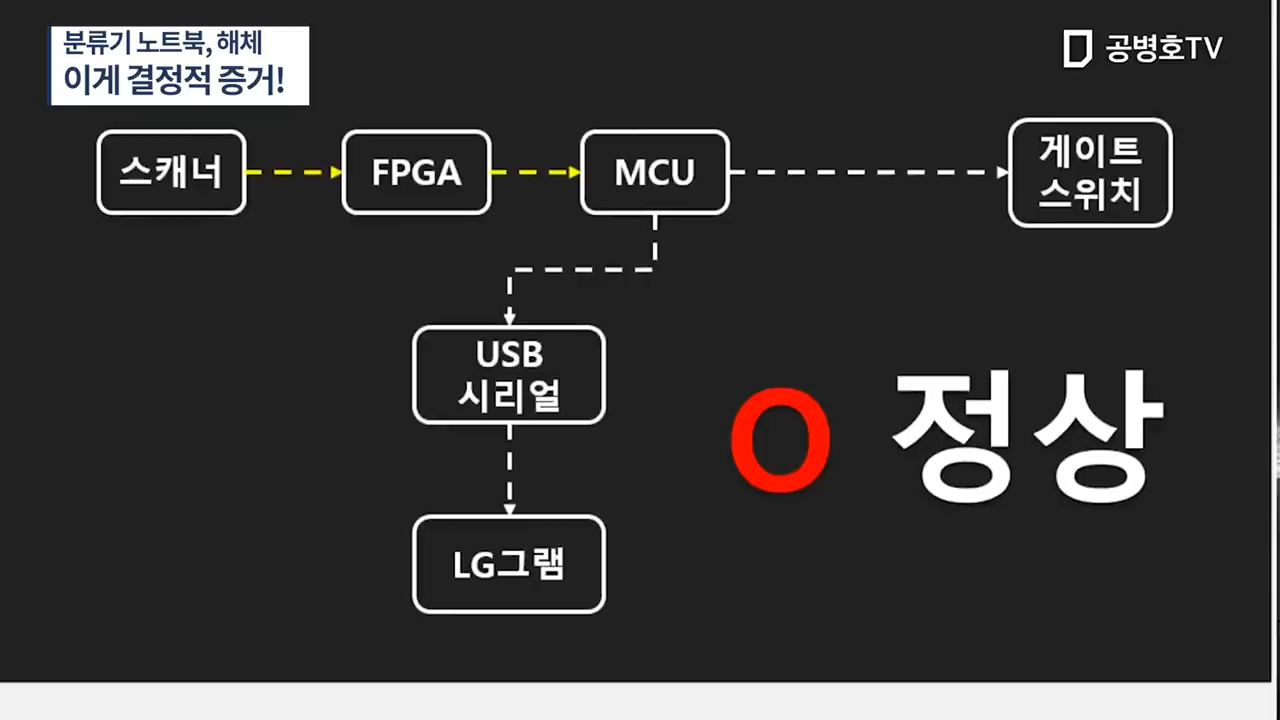 분류기 노트북, 해체
이게 결정적 증거!
공병호TV
스캐너
FPGA
MCU
게이트
스위치
USB
시리얼
O 정상
LG그램